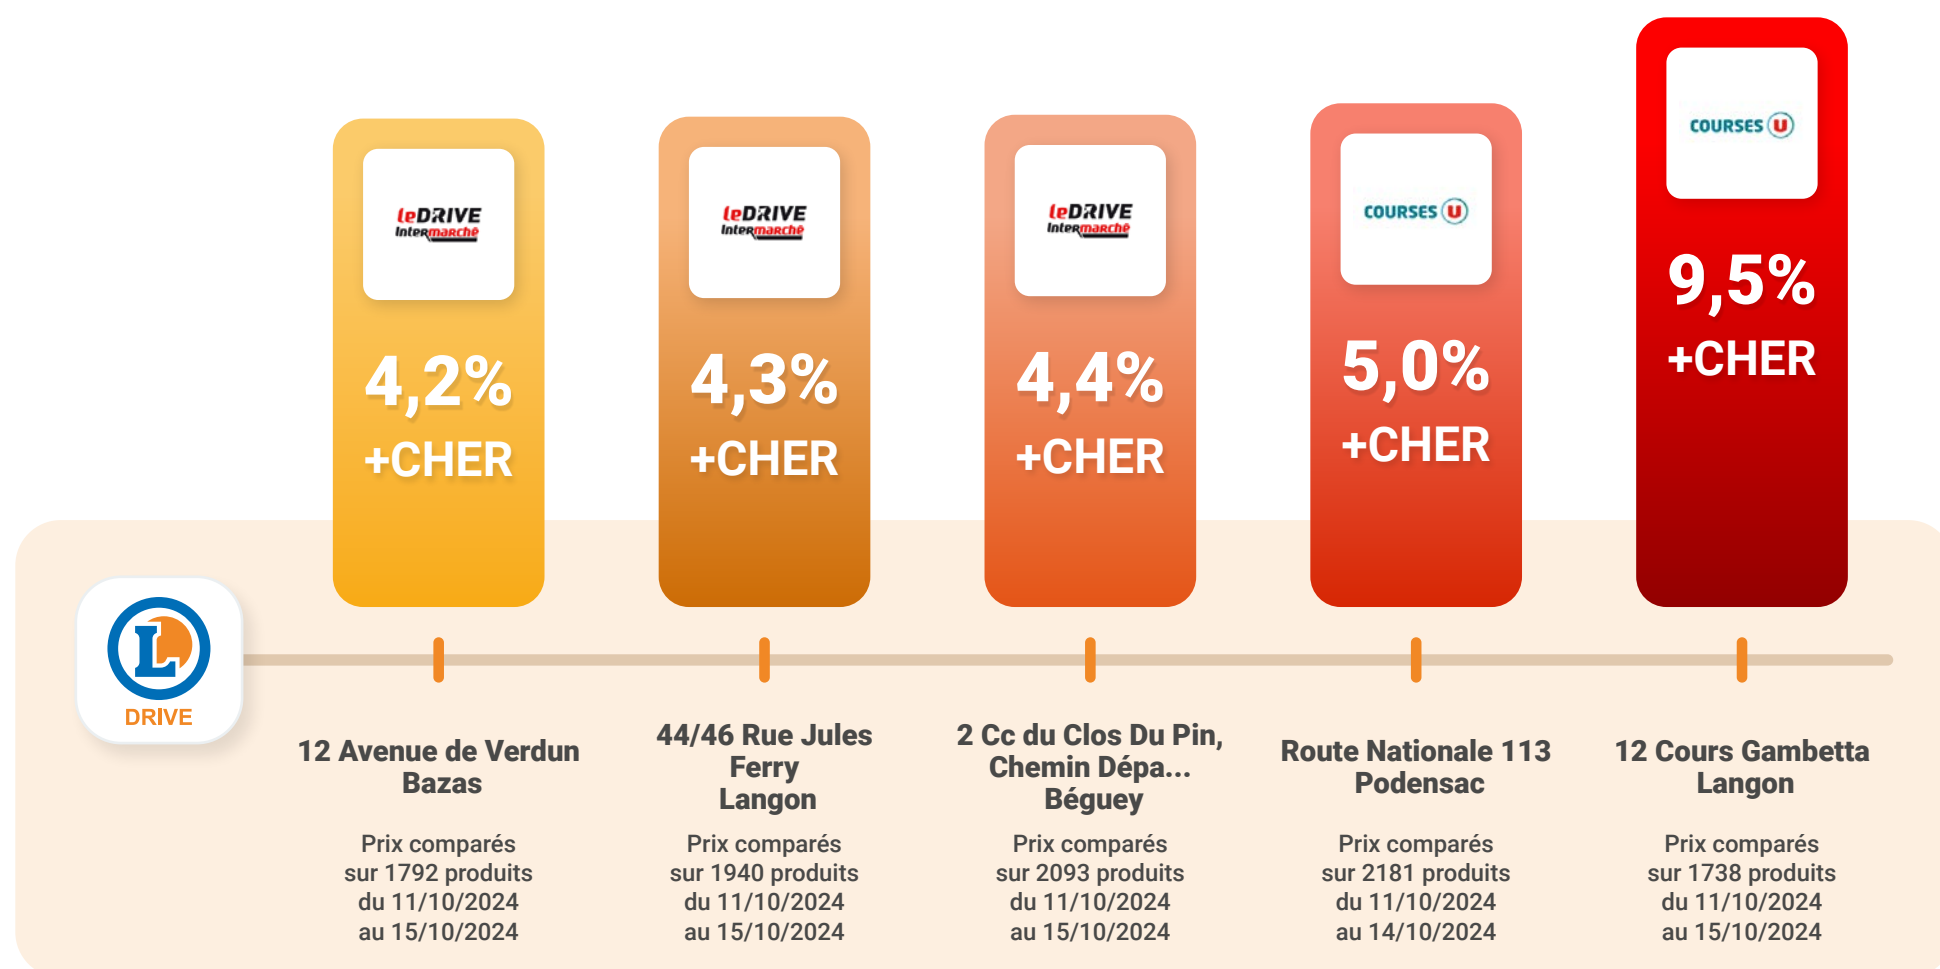 leDRIVE
Intermarché
4,2%
+CHER
leDRIVE
Intermarché
4,3%
+CHER
leDRIVE
Intermarché
4,4%
+CHER
COURSES U
5,0%
+CHER
COURSES U
9,5%
+CHER
L
DRIVE
12 Avenue de Verdun
Bazas
Prix comparés
sur 1792 produits
du 11/10/2024
au 15/10/2024
44/46 Rue Jules
Ferry
Langon
Prix comparés
sur 1940 produits
du 11/10/2024
au 15/10/2024
2 Cc du Clos Du Pin,
Chemin Dépa...
Béguey
Prix comparés
sur 2093 produits
du 11/10/2024
au 15/10/2024
Route Nationale 113
Podensac
Prix comparés
sur 2181 produits
du 11/10/2024
au 14/10/2024
12 Cours Gambetta
Langon
Prix comparés
sur 1738 produits
du 11/10/2024
au 15/10/2024